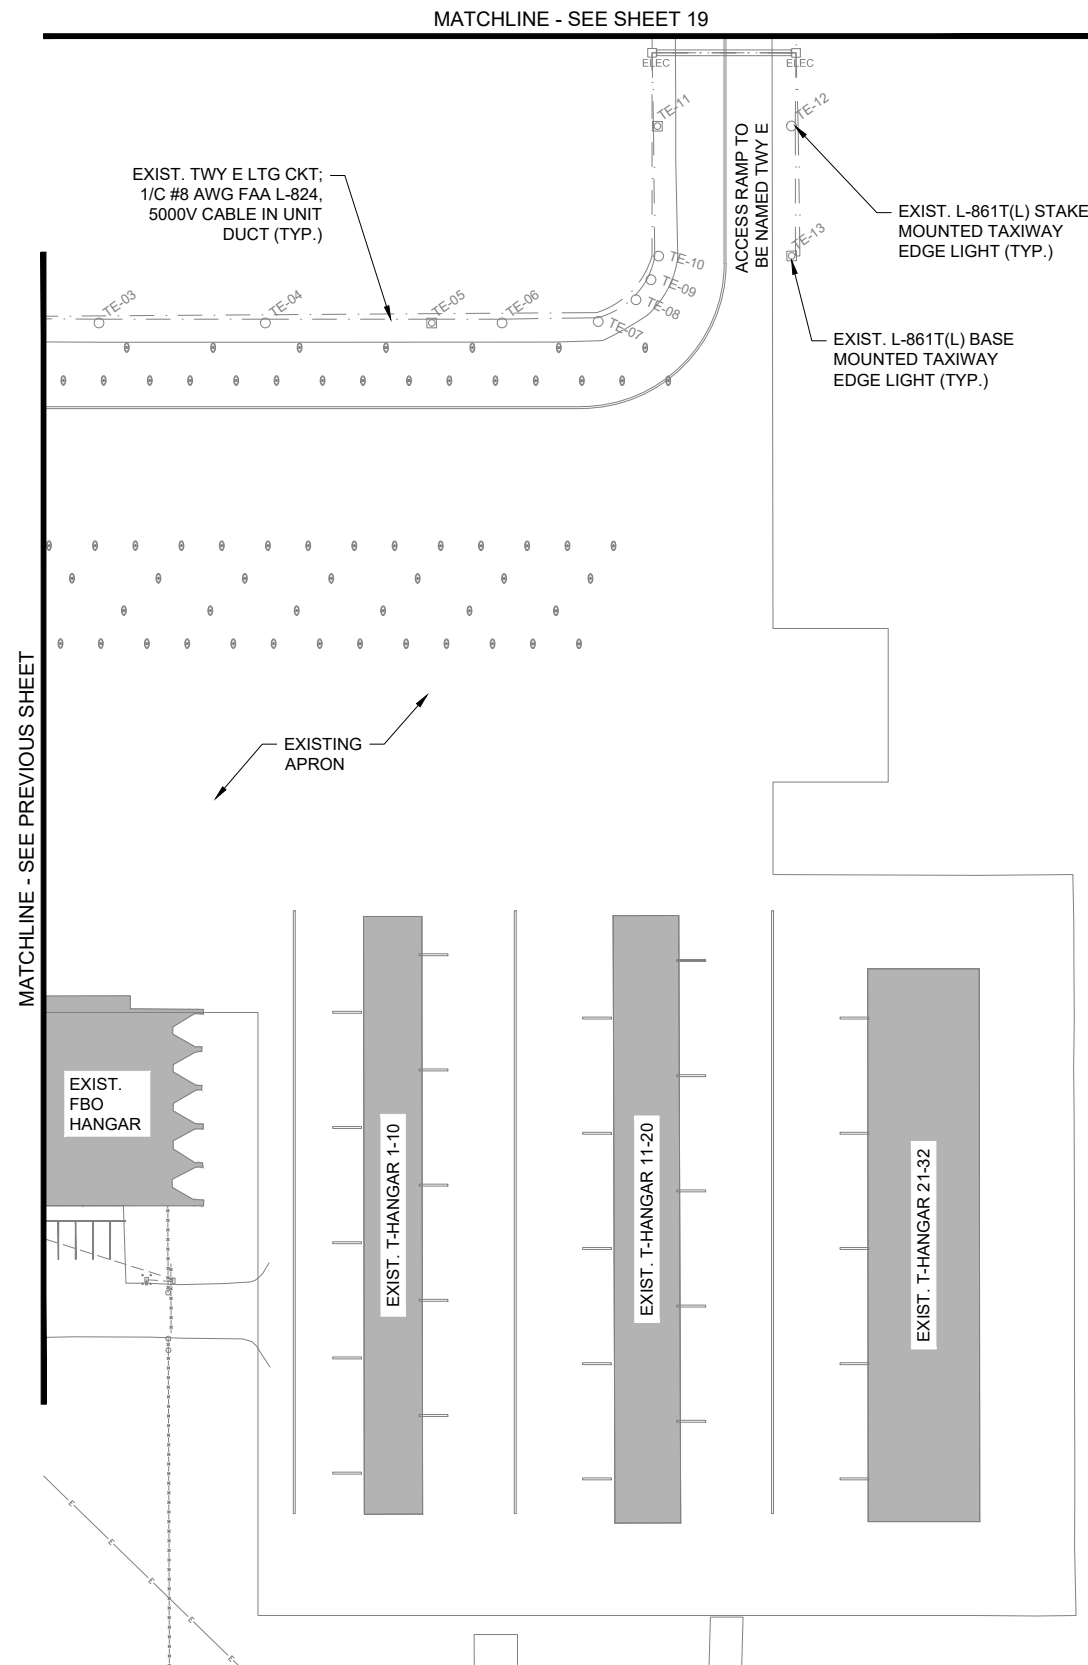 MATCHLINE - SEE SHEET 19
ELEC
ELEC
TE-11
TE-12
ACCESS RAMP TO
BE NAMED TWY E
EXIST. TWY E LTG CKT;
1/C #8 AWG FAA L-824,
5000V CABLE IN UNIT
DUCT (TYP.)
EXIST. L-861T(L) STAKE
MOUNTED TAXIWAY
EDGE LIGHT (TYP.)
TE-13
TE-10
TE-09
TE-08
TE-07
TE-03
TE-04
TE-05
TE-06
EXIST. L-861T(L) BASE
MOUNTED TAXIWAY
EDGE LIGHT (TYP.)
MATCHLINE - SEE PREVIOUS SHEET
EXISTING
APRON
EXIST.
FBO
HANGAR
EXIST. T-HANGAR 1-10
EXIST. T-HANGAR 11-20
EXIST. T-HANGAR 21-32
E
E
E
E
E